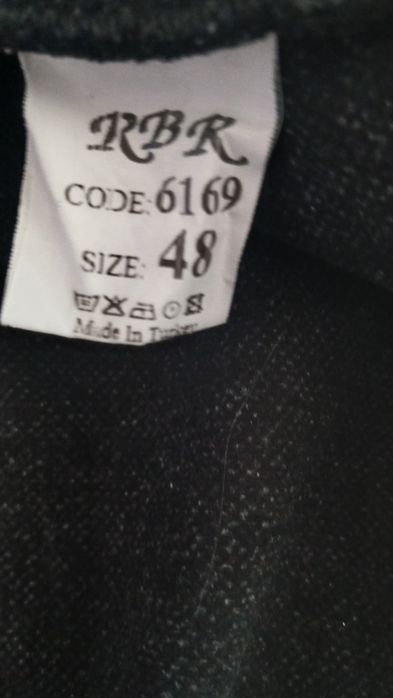 RBR
CODE: 6169
SIZE: 48
Made In Turkey